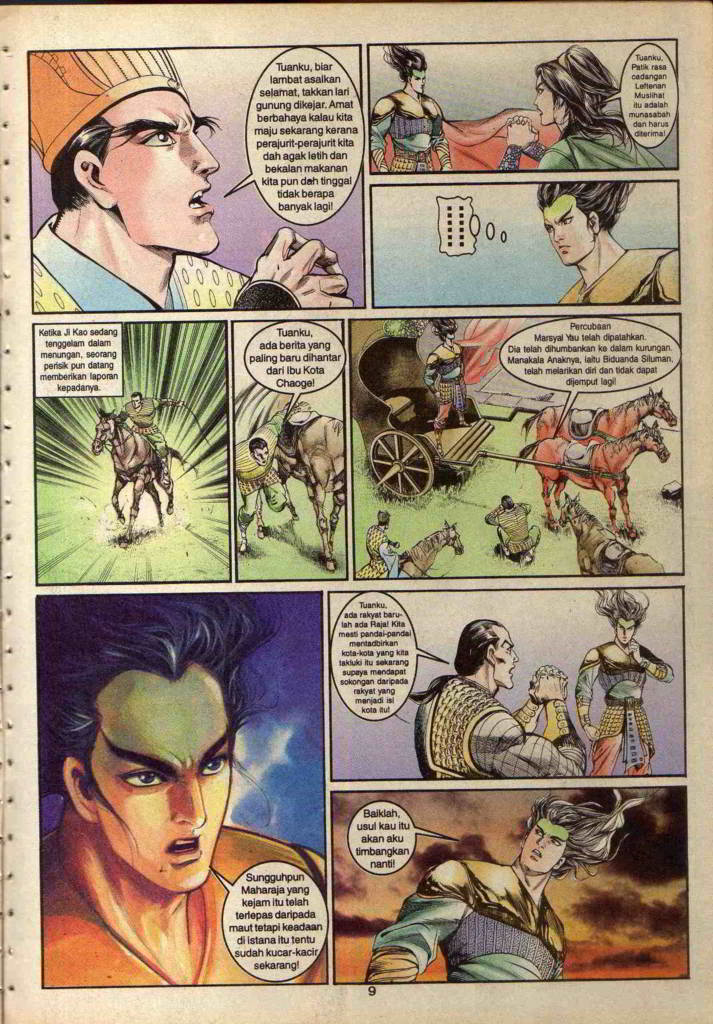 Tuanku, biar
lambat asalkan
selamat, takkan lari
gunung dikejar. Amat
berbahaya kalau kita
maju sekarang kerana
perajurit-perajurit kita
dah agak letih dan
bekalan makanan
kita pun dah tinggal
tidak berapa
banyak lagi!
Tuanku,
Patik rasa
cadangan
Leftenan
Muslihat
itu adalah
munasabah
dan harus
diterima!
Ketika Ji Kao sedang
tenggelam dalam
menungan, seorang
perisik pun datang
memberikan laporan
kepadanya.
Tuanku,
ada berita yang
paling baru dihantar
dari Ibu Kota
Chaoge!
Percubaan
Marsyal Yau telah dipatahkan.
Dia telah dihumbankan ke dalam kurungan.
Manakala Anaknya, iaitu Biduanda Siluman,
telah melarikan diri dan tidak dapat
dijemput lagi!
Sungguhpun
Maharaja yang
kejam itu telah
terlepas daripada
maut tetapi keadaan
di istana itu tentu
sudah kucar-kacir
sekarang!
Tuanku,
ada rakyat baru-
lah ada Raja! Kita
mesti pandai-pandai
mentadbirkan
kota-kota yang kita
takluki itu sekarang
supaya mendapat
sokongan daripada
rakyat yang
menjadi isi
kota itu!
Baiklah,
usul kau itu
akan aku
timbangkan
nanti!
9